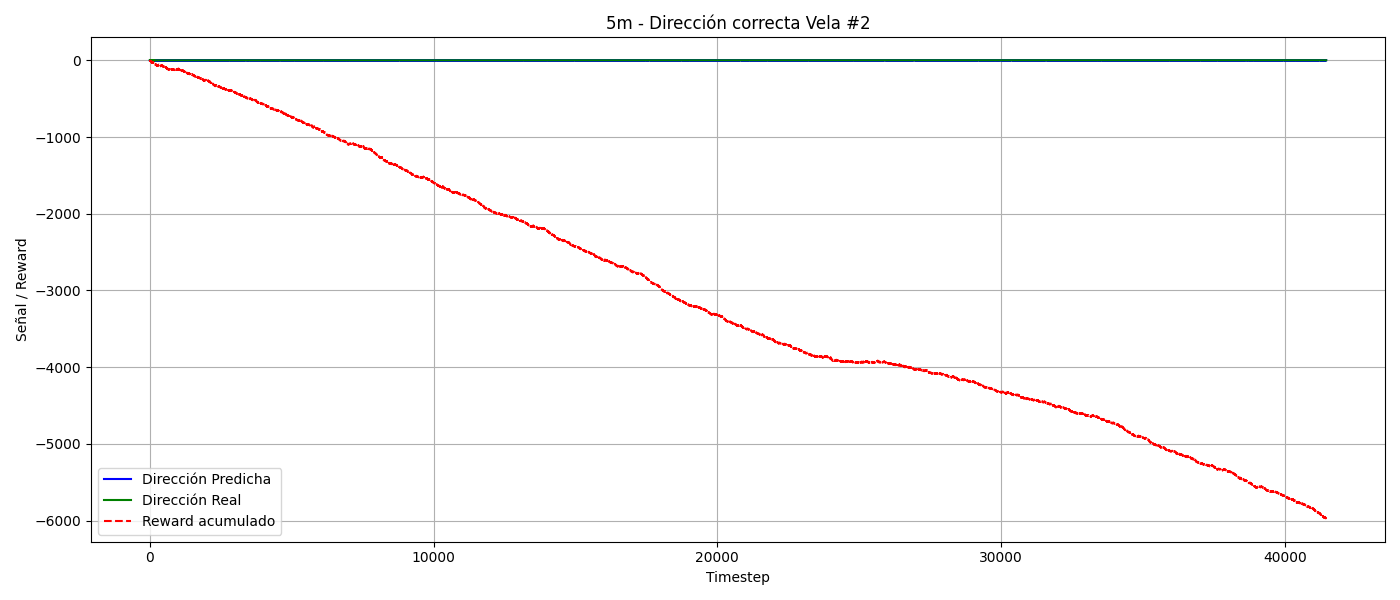 5m - Dirección correcta Vela #2
Señal / Reward
0
−1000
−2000
−3000
−4000
−5000
−6000
Dirección Predicha
Dirección Real
Reward acumulado
0
10000
20000
30000
40000
Timestep